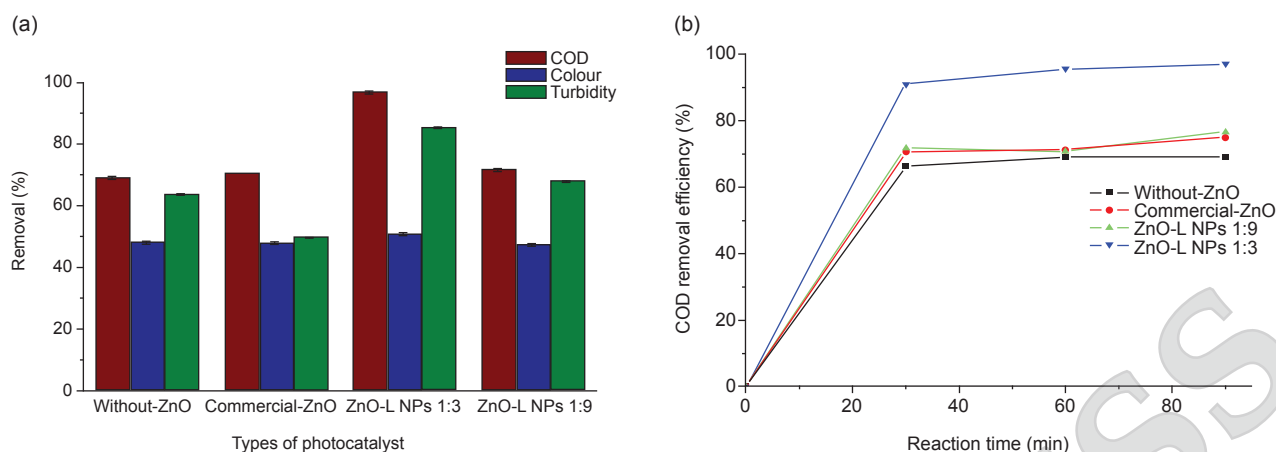 (a)
COD
Colour
Turbidity
100
80
60
40
20
0
Removal (%)
Without-ZnO
Commercial-ZnO
ZnO-L NPs 1:3
ZnO-L NPs 1:9
Types of photocatalyst
(b)
100
80
60
40
20
0
COD removal efficiency (%)
Without-ZnO
Commercial-ZnO
ZnO-L NPs 1:9
ZnO-L NPs 1:3
0
20
40
60
80
Reaction time (min)
SS